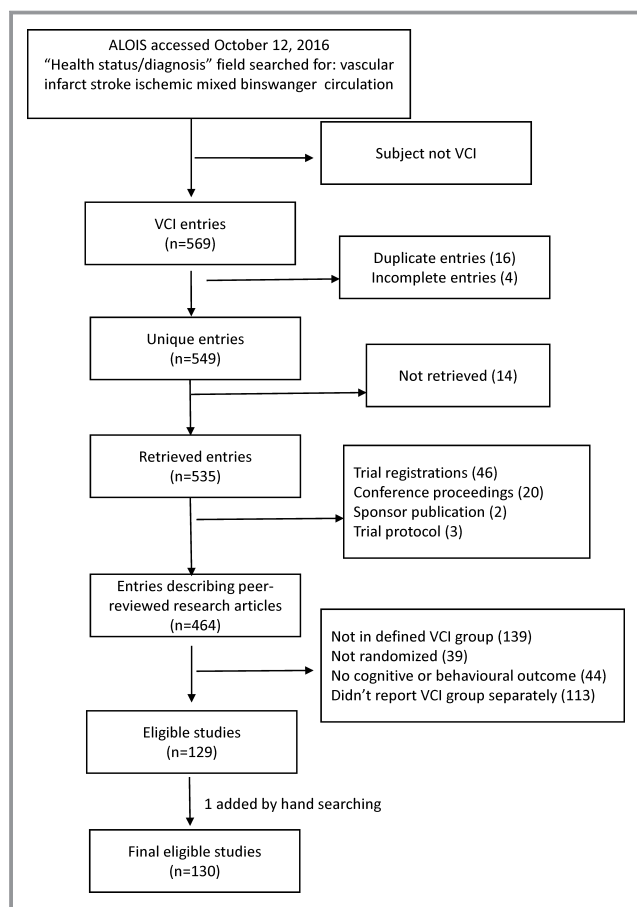 ALOIS accessed October 12, 2016
“Health status/diagnosis” field searched for: vascular
infarct stroke ischemic mixed binswanger circulation
Subject not VCI
VCI entries
(n=569)
Duplicate entries (16)
Incomplete entries (4)
Unique entries
(n=549)
Not retrieved (14)
Retrieved entries
(n=535)
Trial registrations (46)
Conference proceedings (20)
Sponsor publication (2)
Trial protocol (3)
Entries describing peer-
reviewed research articles
(n=464)
Not in defined VCI group (139)
Not randomized (39)
No cognitive or behavioural outcome (44)
Didn’t report VCI group separately (113)
Eligible studies
(n=129)
1 added by hand searching
Final eligible studies
(n=130)